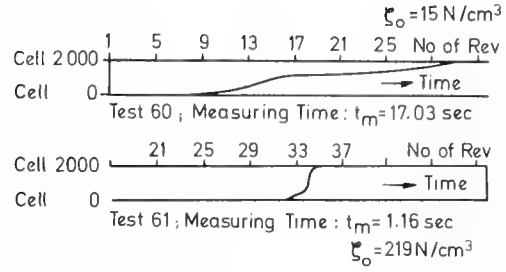 ζₒ = 15 N/cm³
1 5 9 13 17 21 25 No of Rev
Cell 2 000
→ Time
Cell 0
Test 60 ; Measuring Time : tₘ = 17.03 sec
21 25 29 33 37 No of Rev
Cell 2000
→ Time
Cell 0
Test 61 ; Measuring Time : tₘ = 1.16 sec
ζₒ = 219 N/cm³